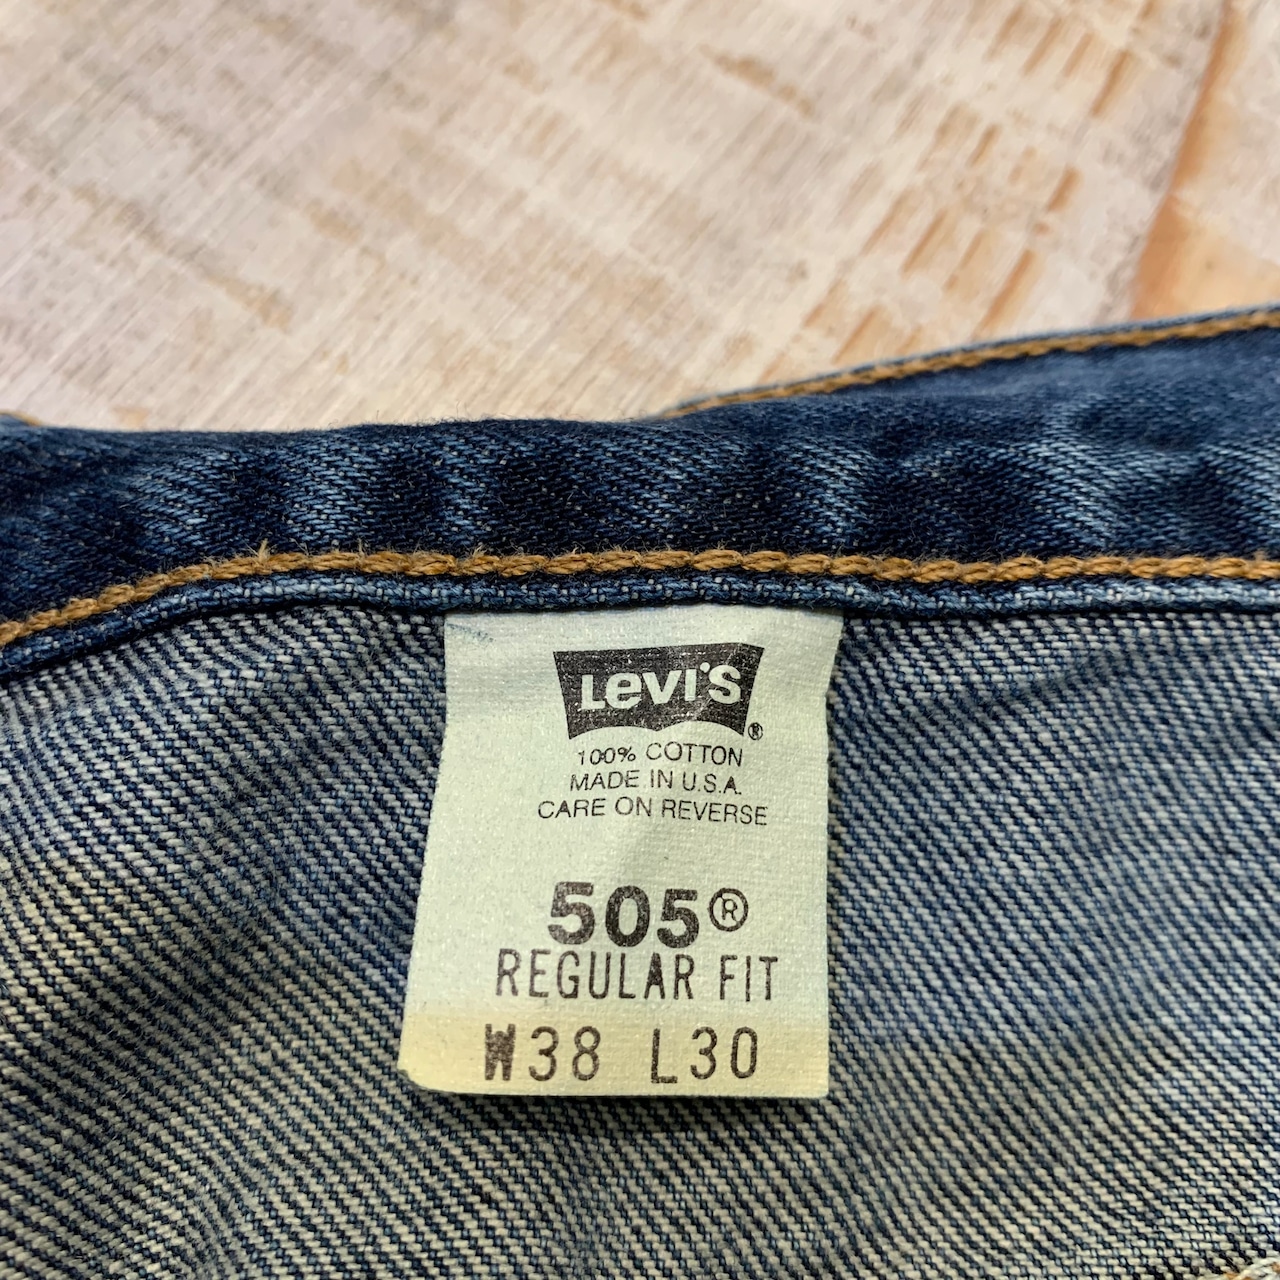 Levi's
®
100% COTTON
MADE IN U.S.A.
CARE ON REVERSE
505®
REGULAR FIT
W38 L30